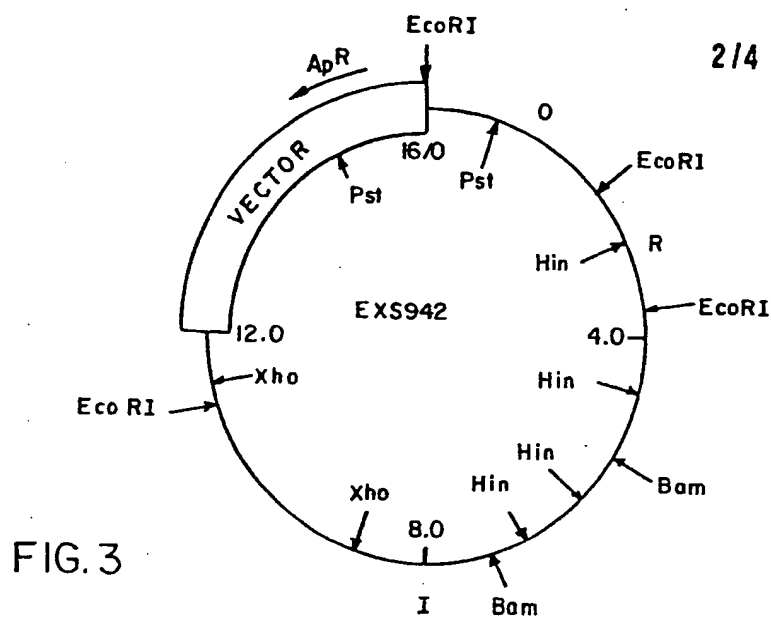 EcoRI
2/4
ApR
O
VECTOR
16/0
Pst
Pst
EcoRI
Hin
R
EXS942
EcoRI
12.0
4.0
Xho
Hin
Eco RI
Hin
Hin
Xho
Bam
8.0
FIG. 3
I
Bam